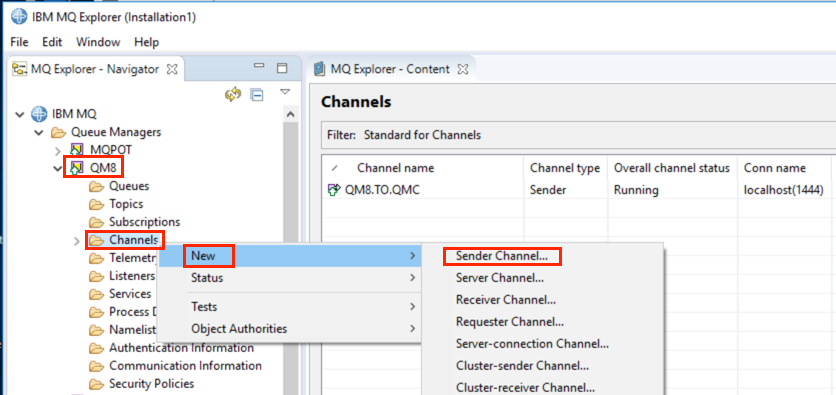 IBM MQ Explorer (Installation1)
File Edit Window Help
MQ Explorer - Navigator
IBM MQ
Queue Managers
MQPOT
QM8
Queues
Topics
Subscriptions
Channels
Telemetry
Listeners
Services
Process D
Namelist
Authentication Information
Communication Information
Security Policies
New
Status
Tests
Object Authorities
Sender Channel...
Server Channel...
Receiver Channel...
Requester Channel...
Server-connection Channel...
Cluster-sender Channel...
Cluster-receiver Channel...
MQ Explorer - Content
Channels
Filter: Standard for Channels
Channel name Channel type Overall channel status Conn name
QM8.TO.QMC Sender Running localhost(1444)